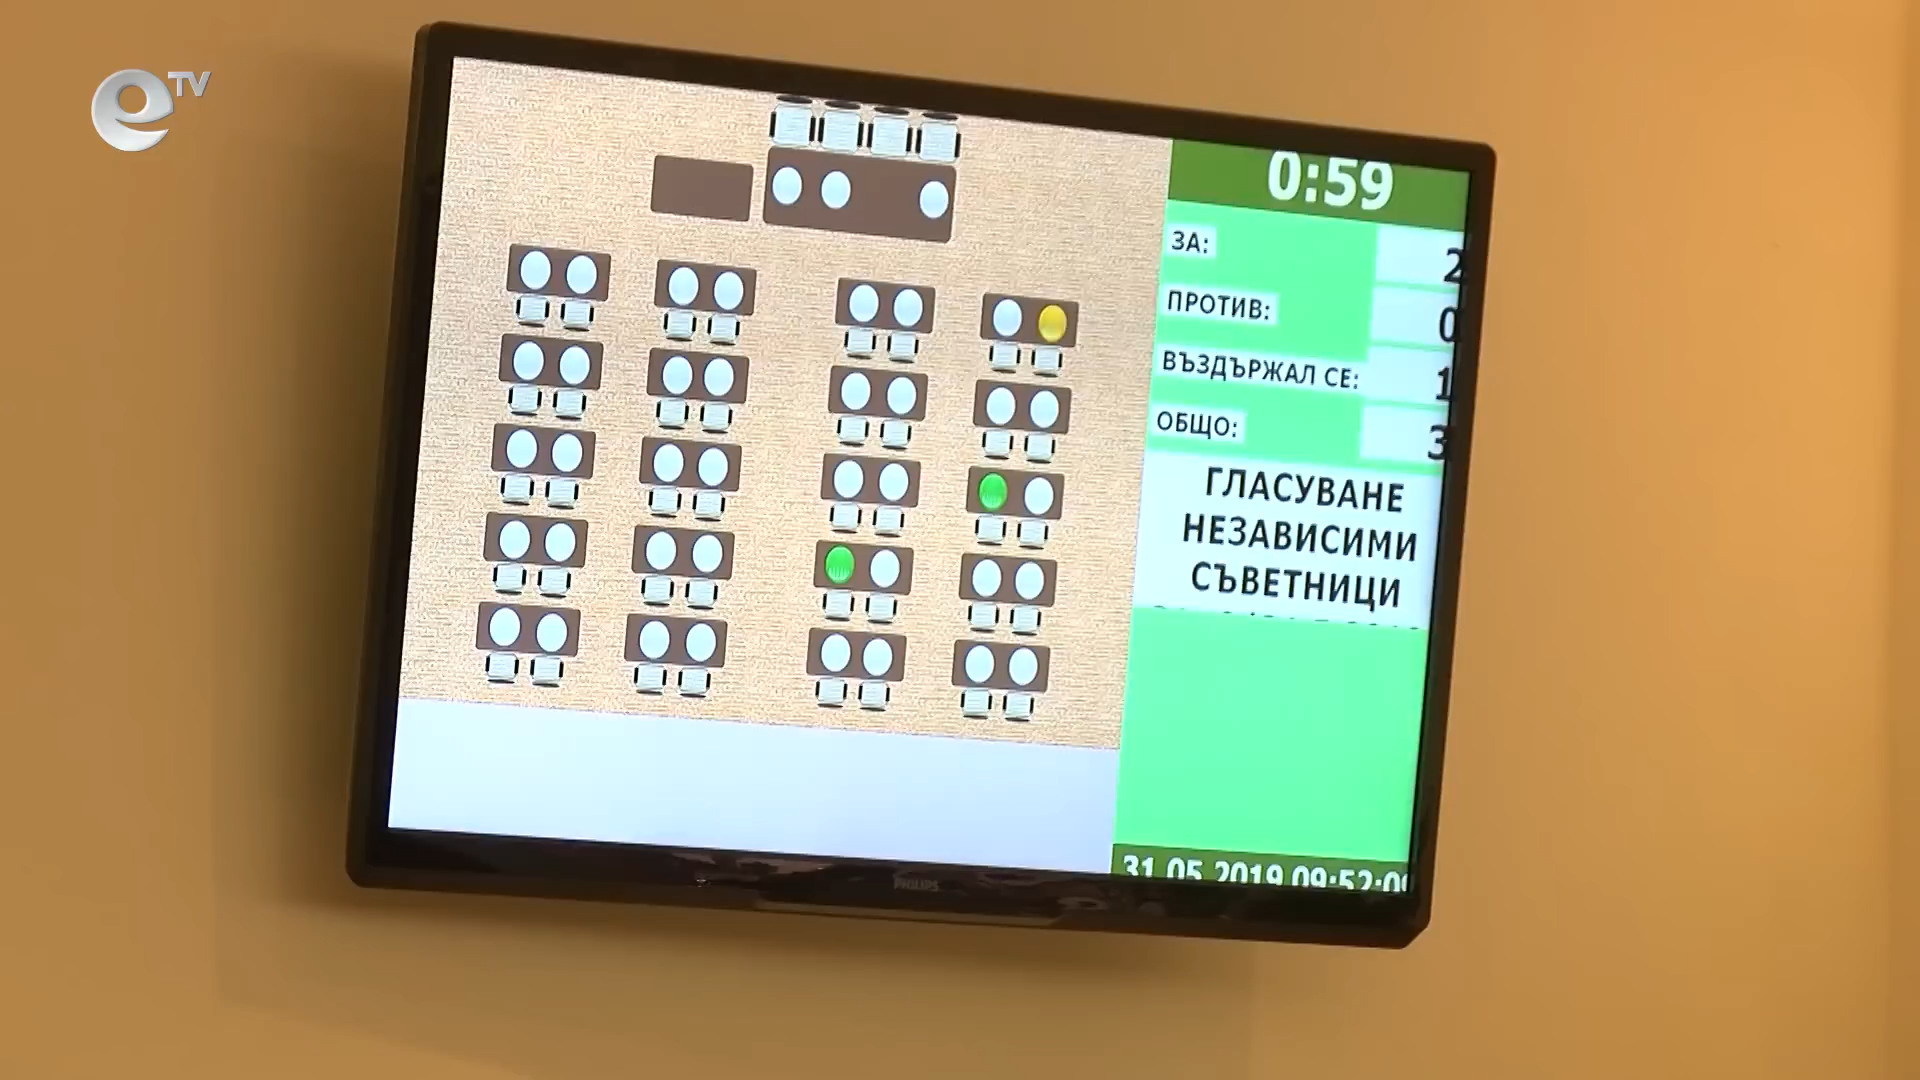 eTV
0:59
ЗА: 2
ПРОТИВ: 0
ВЪЗДЪРЖАЛ СЕ: 1
ОБЩО: 3
ГЛАСУВАНЕ
НЕЗАВИСИМИ
СЪВЕТНИЦИ
31.05.2019 09:52:0
PHILIPS